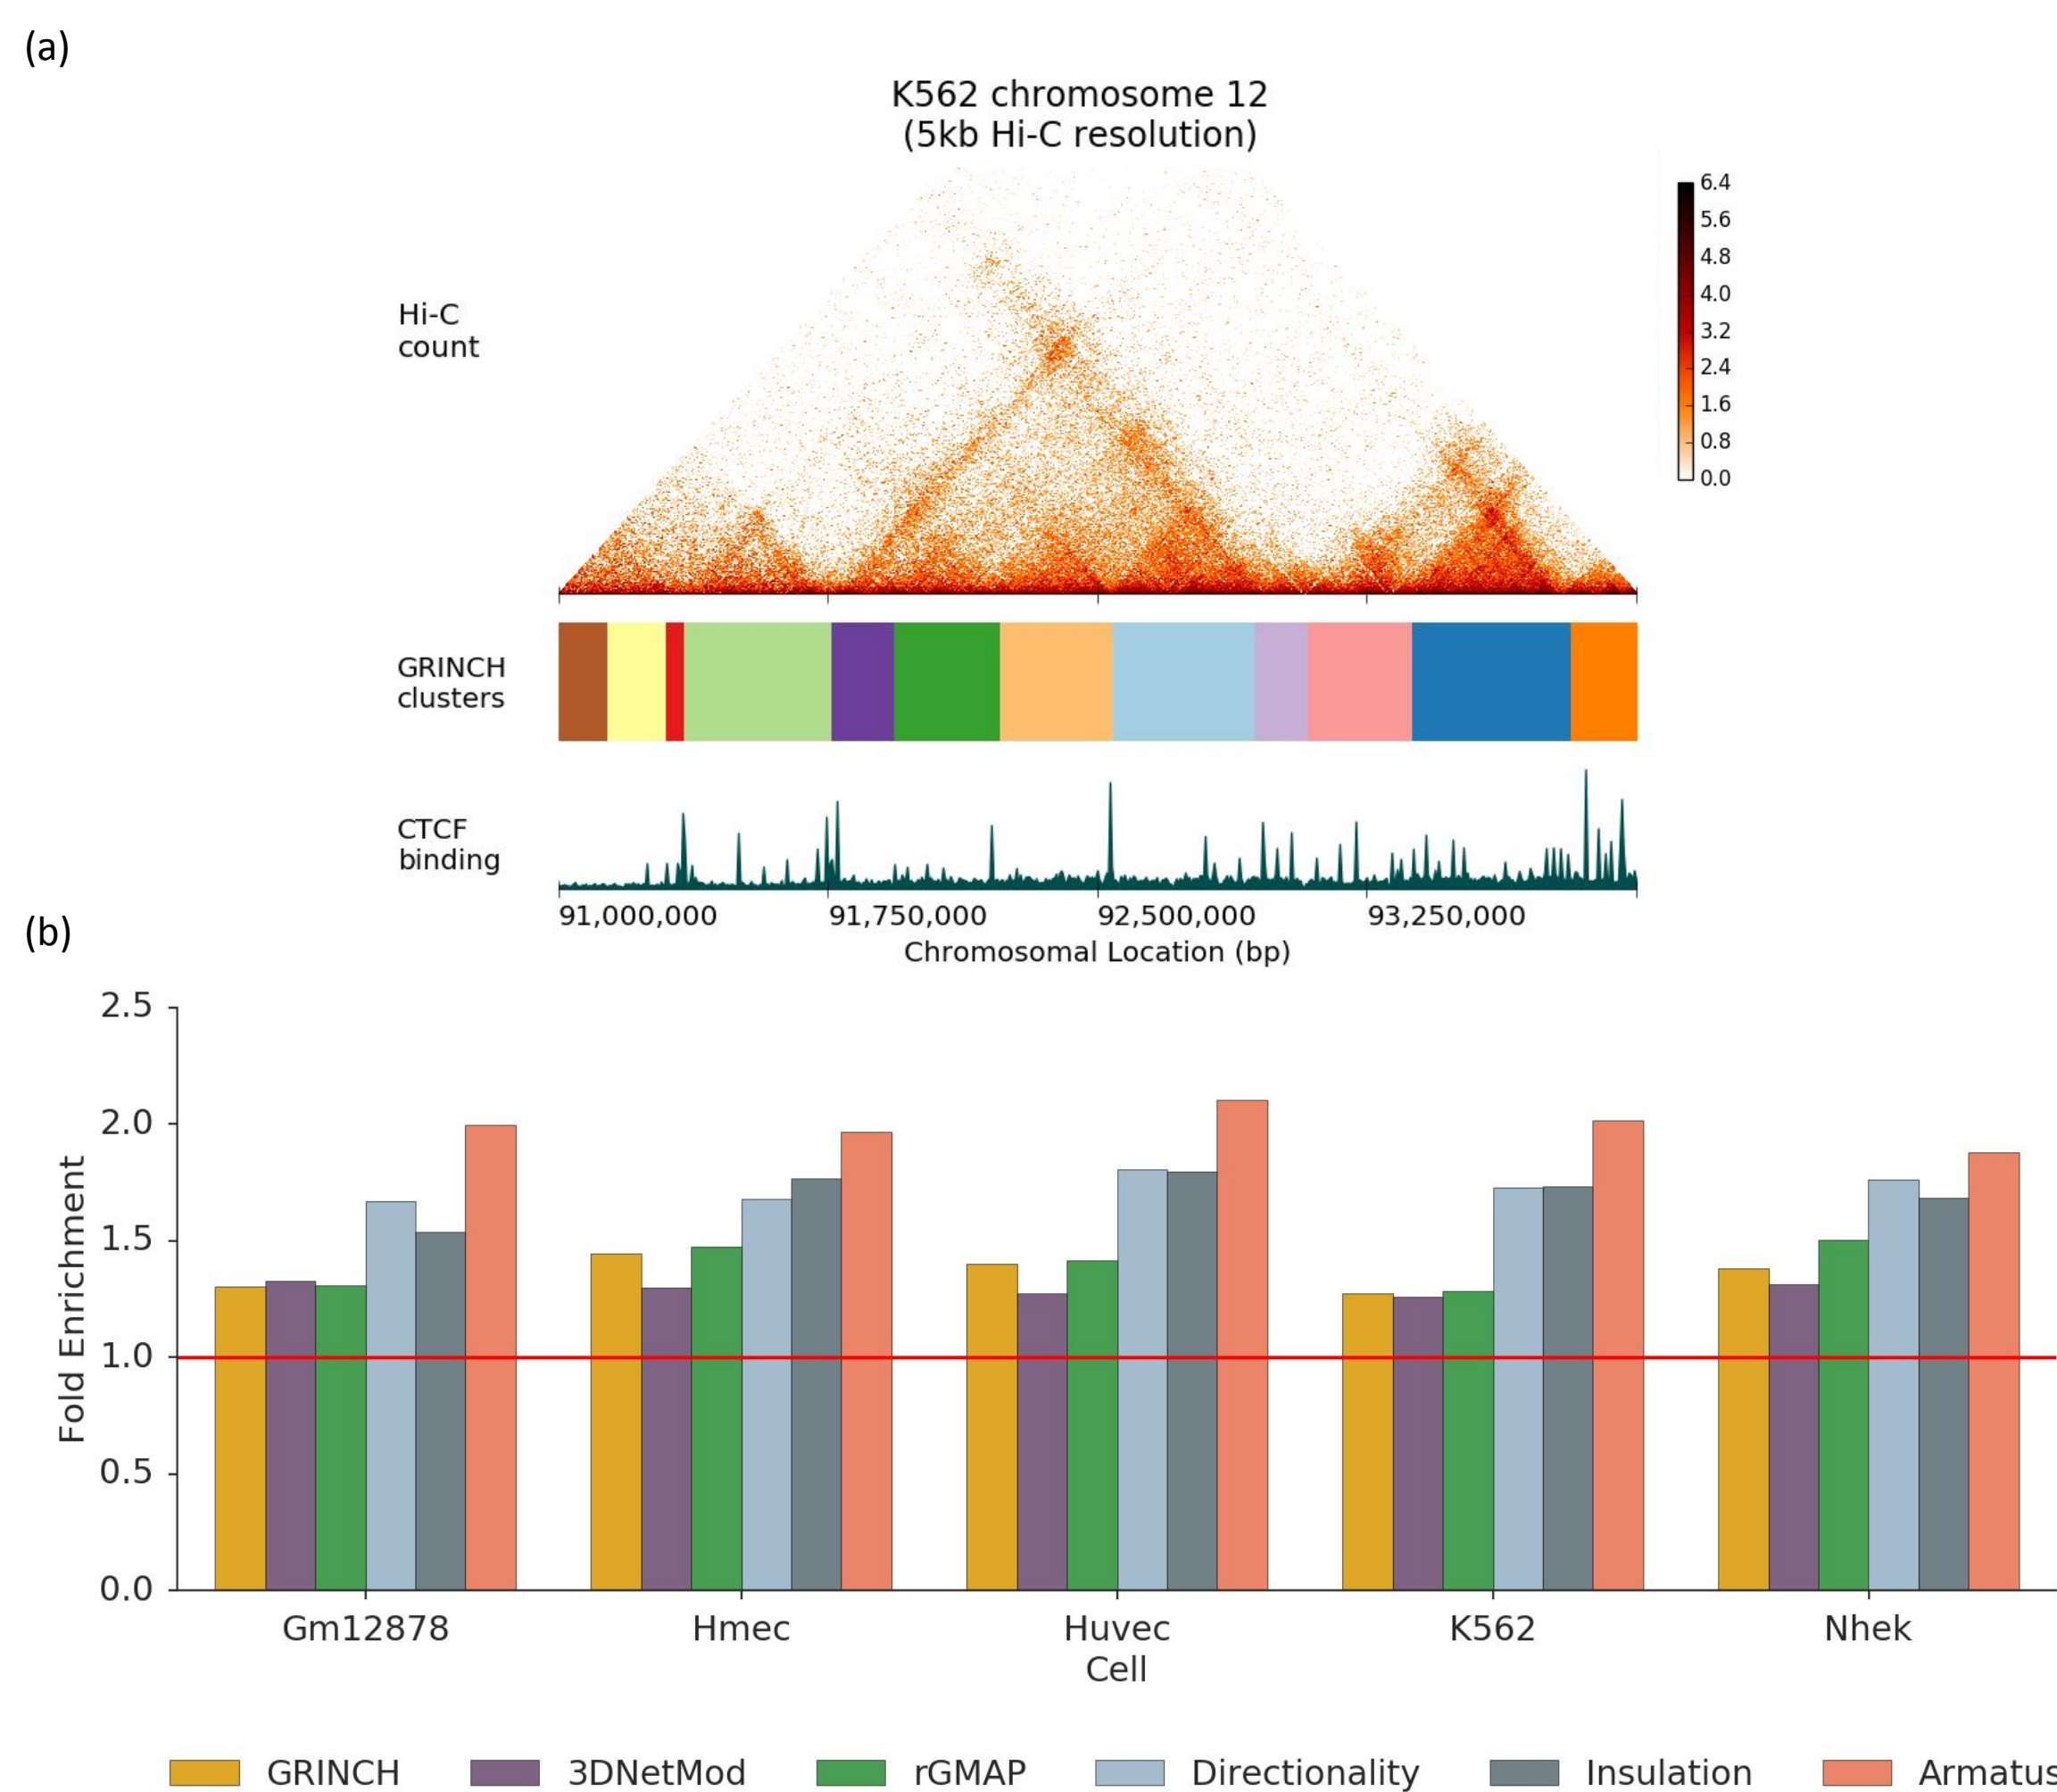 (a)
K562 chromosome 12
(5kb Hi-C resolution)
6.4
5.6
4.8
4.0
3.2
2.4
1.6
0.8
0.0
Hi-C
count
GRINCH
clusters
CTCF
binding
91,000,000 91,750,000 92,500,000 93,250,000
Chromosomal Location (bp)
(b)
2.5
2.0
1.5
1.0
0.5
0.0
Fold Enrichment
Gm12878 Hmec Huvec K562 Nhek
Cell
GRINCH 3DNetMod rGMAP Directionality Insulation Armatus